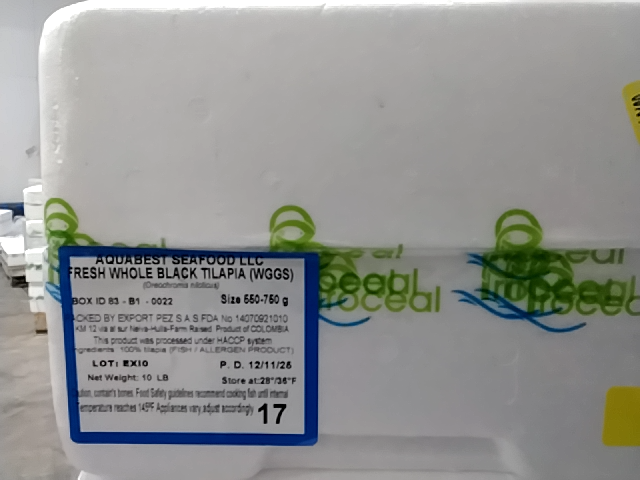 AQUABEST SEAFOOD LLC
FRESH WHOLE BLACK TILAPIA (WGGS)
(Oreochromis niloticus)
BOX ID 83 - B1 - 0022 Size 550-750 g
PACKED BY EXPORT PEZ S A S FDA No 14070921010
KM 12 via al sur Neiva-Huila-Farm Raised. Product of COLOMBIA
This product was processed under HACCP system
Ingredients: 100% tilapia (FISH / ALLERGEN PRODUCT)
LOT: EXIO P. D. 12/11/25
Net Weight: 10 LB Store at:28°/36°F
Caution, contain's bones. Food Safety guidelines recommend cooking fish until internal
Temperature reaches 145°F Appliances vary, adjust accordingly 17
Proceal
Proceal